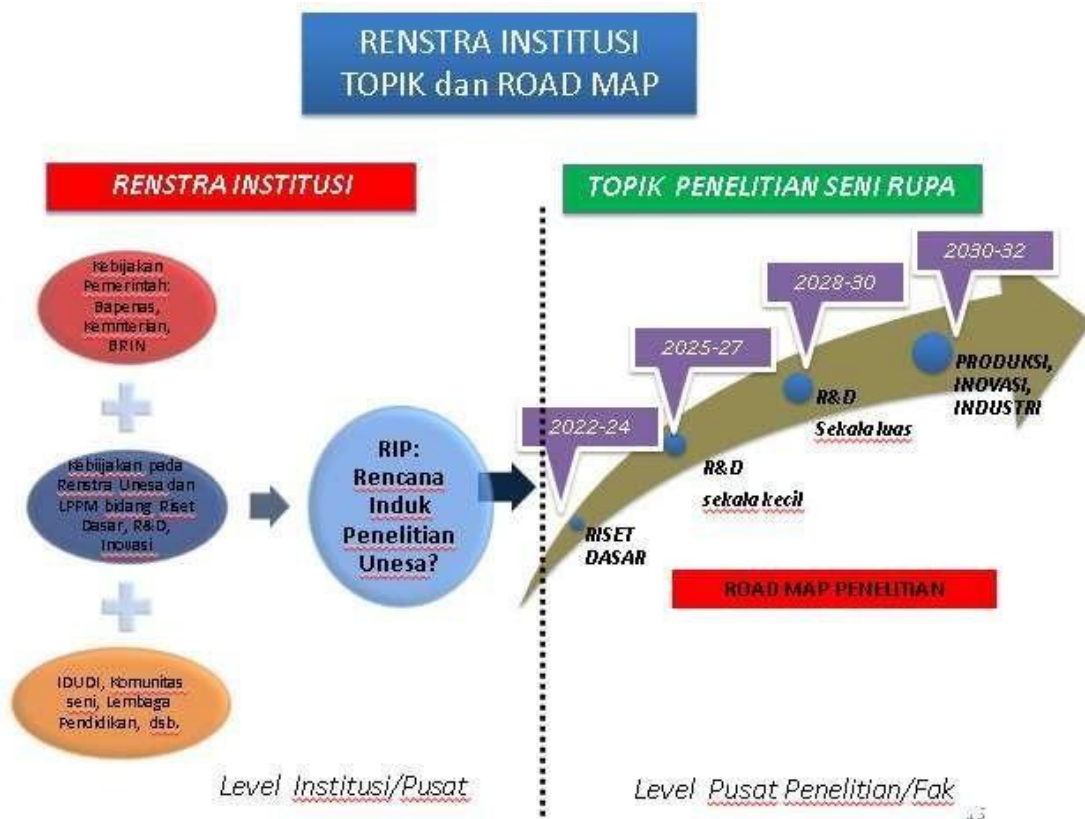 RENSTRA INSTITUSI
TOPIK dan ROAD MAP
RENSTRA INSTITUSI
TOPIK PENELITIAN SENI RUPA
Kebijakan
Pemerintah:
Bapenas,
Kemnterian,
BRIN
Kebiijakan pada
Renstra Unesa dan
LPPM bidang Riset
Dasar, R&D,
Inovasi
IDUDI, Komunitas
seni, Lembaga
Pendidikan, dsb.
RIP:
Rencana
Induk
Penelitian
Unesa?
2022-24
2025-27
2028-30
2030-32
RISET
DASAR
R&D
sekala kecil
R&D
Sekala luas
PRODUKSI,
INOVASI,
INDUSTRI
ROAD MAP PENELITIAN
Level Institusi/Pusat
Level Pusat Penelitian/Fak